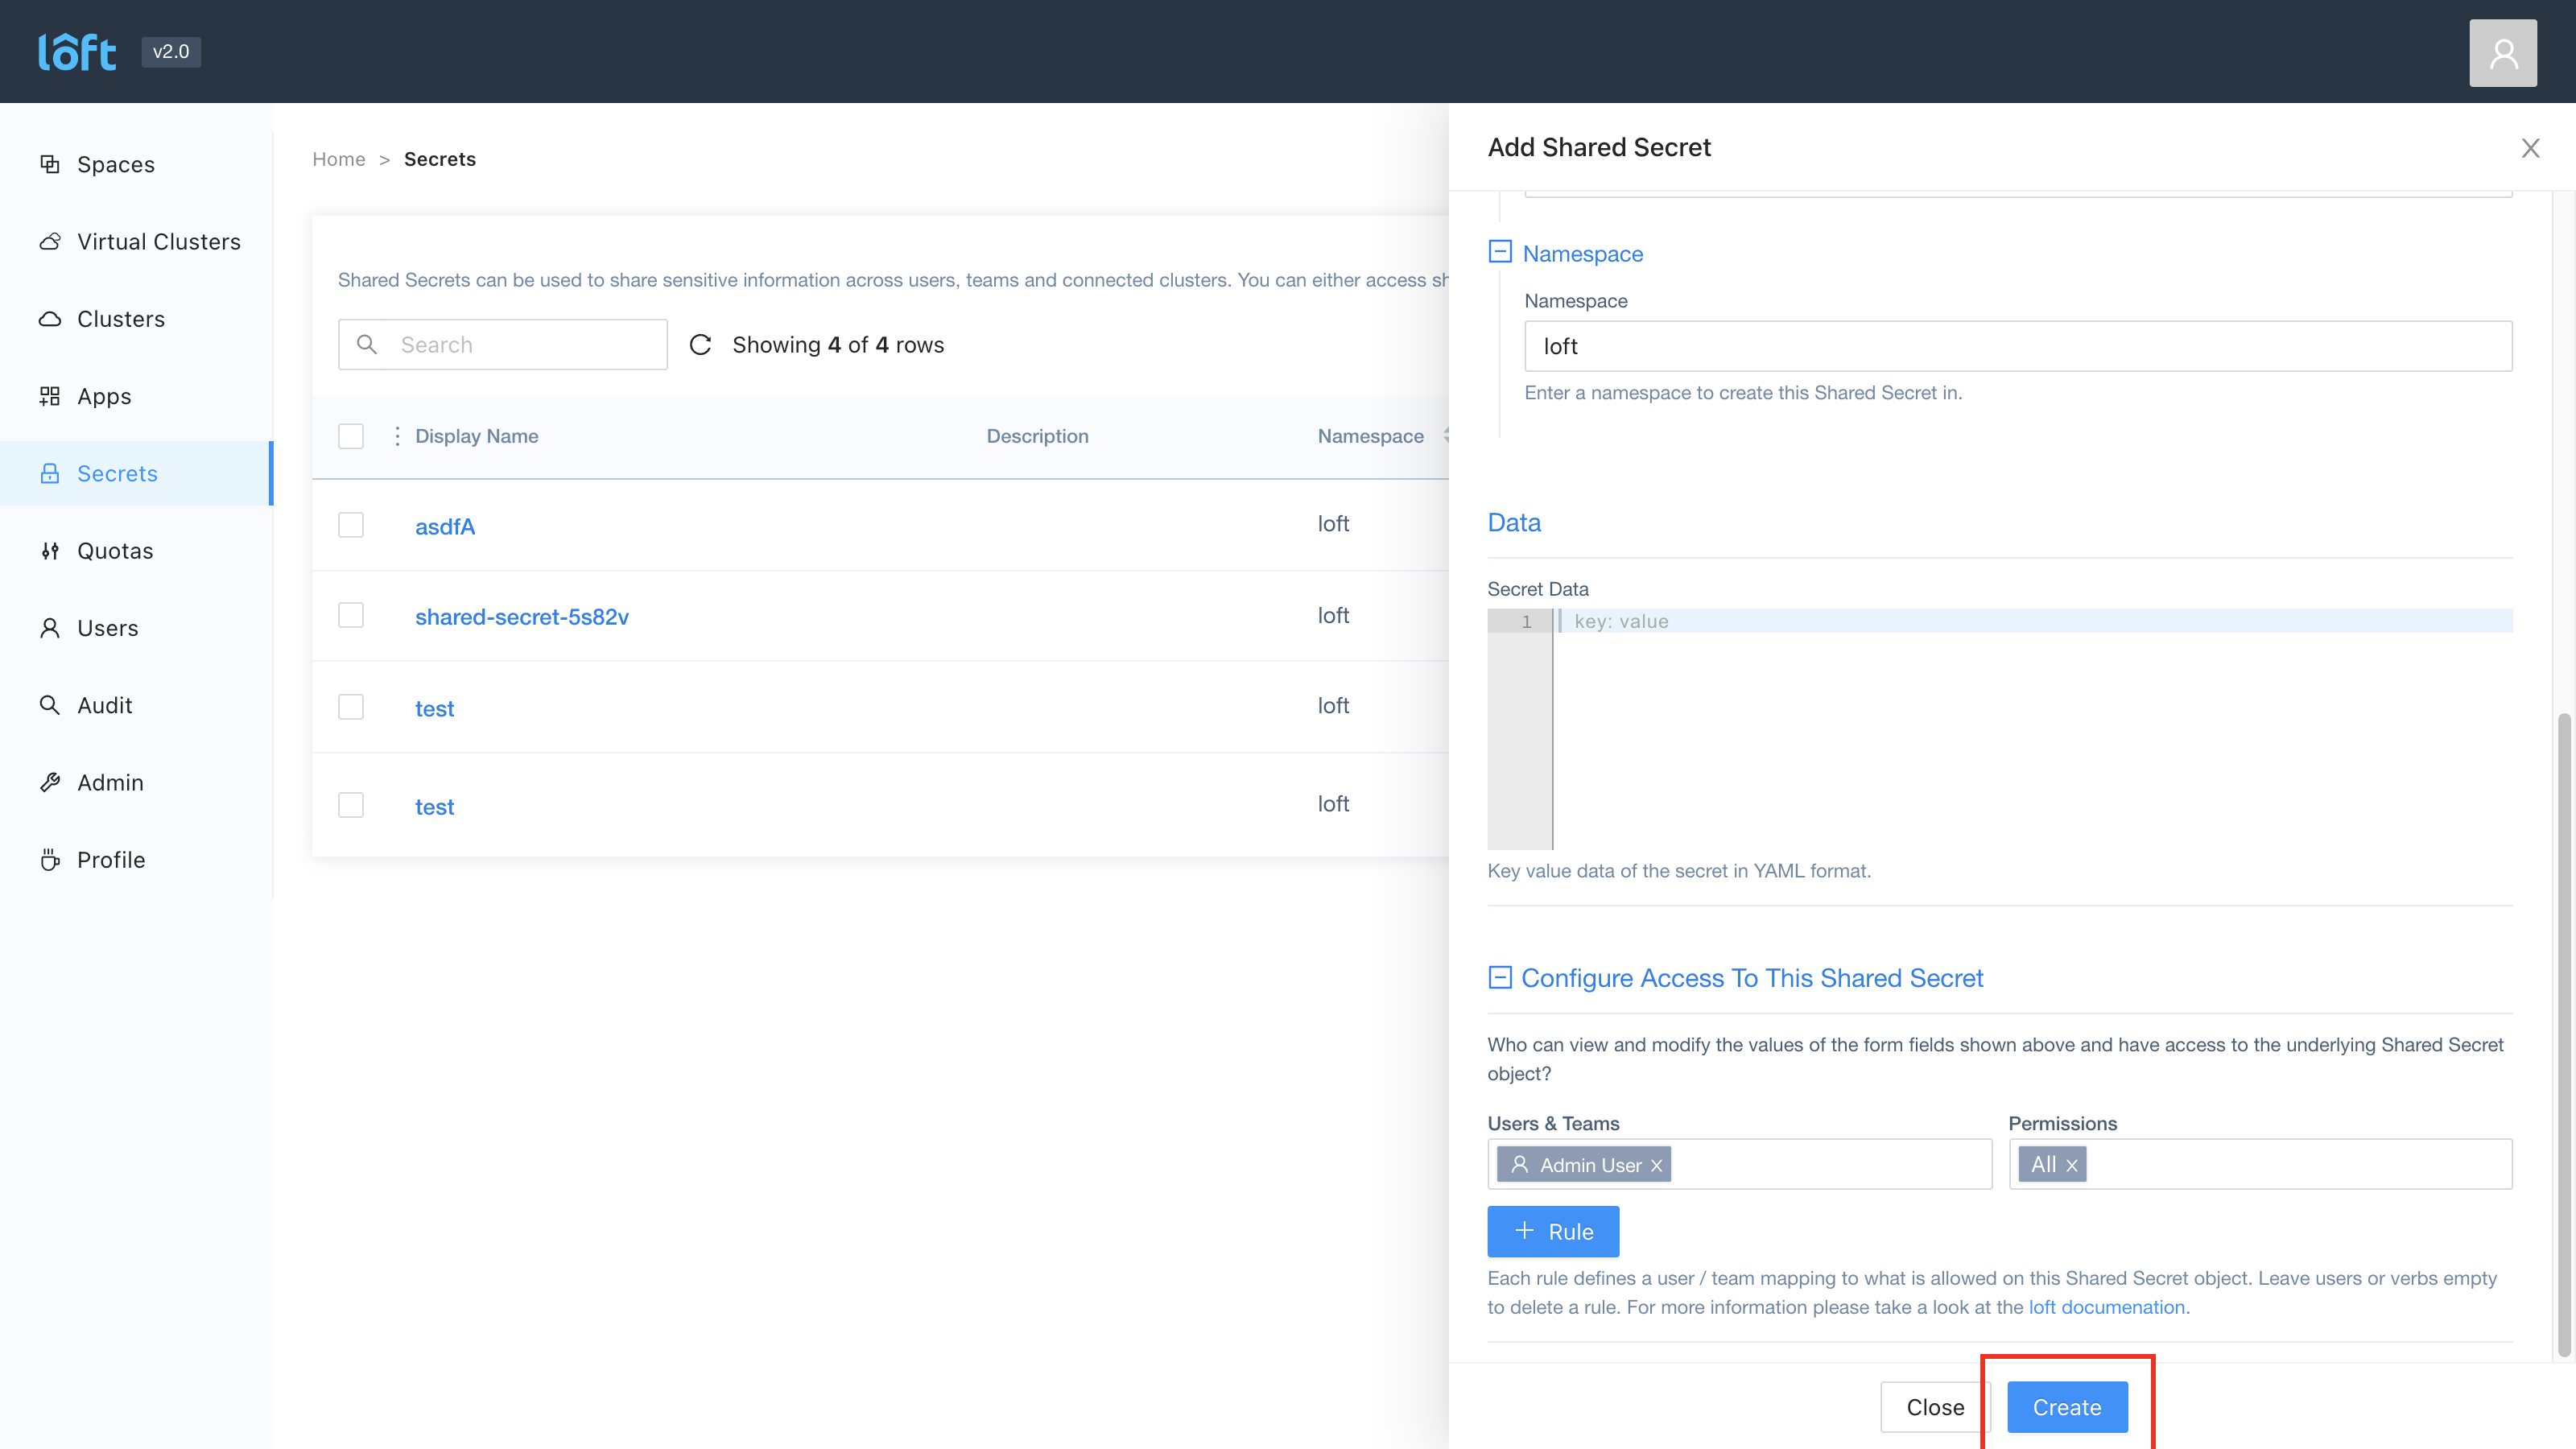 lôft v2.0
Spaces
Virtual Clusters
Clusters
Apps
Secrets
Quotas
Users
Audit
Admin
Profile
Home > Secrets
Shared Secrets can be used to share sensitive information across users, teams and connected clusters. You can either access sh
Search
Showing 4 of 4 rows
Display Name Description Namespace
asdfA loft
shared-secret-5s82v loft
test loft
test loft
Add Shared Secret
Namespace
Namespace
loft
Enter a namespace to create this Shared Secret in.
Data
Secret Data
1 key: value
Key value data of the secret in YAML format.
Configure Access To This Shared Secret
Who can view and modify the values of the form fields shown above and have access to the underlying Shared Secret
object?
Users & Teams Permissions
Admin User All
Rule
Each rule defines a user / team mapping to what is allowed on this Shared Secret object. Leave users or verbs empty
to delete a rule. For more information please take a look at the loft documenation.
Close Create